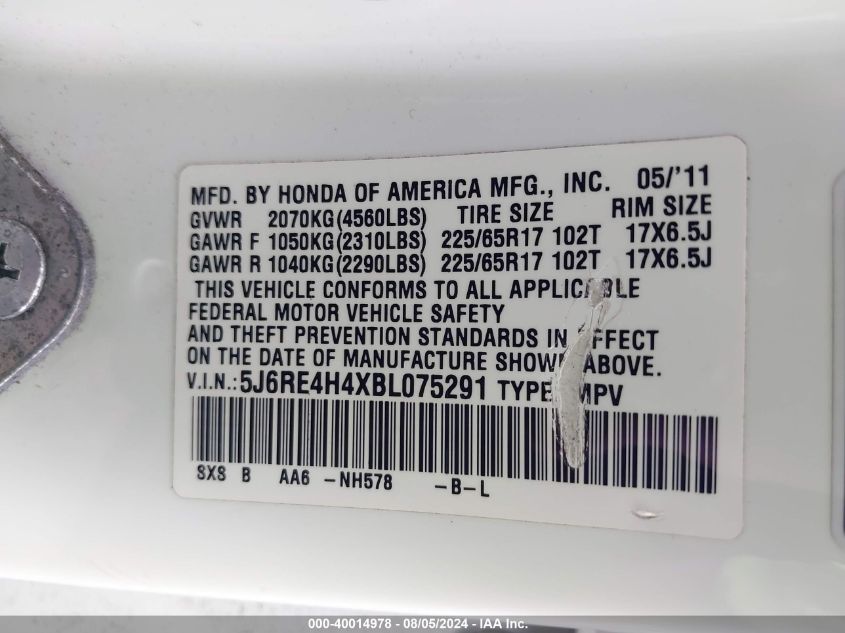 MFD. BY HONDA OF AMERICA MFG., INC. 05/'11
GVWR 2070KG(4560LBS) TIRE SIZE RIM SIZE
GAWR F 1050KG(2310LBS) 225/65R17 102T 17X6.5J
GAWR R 1040KG(2290LBS) 225/65R17 102T 17X6.5J
THIS VEHICLE CONFORMS TO ALL APPLICABLE
FEDERAL MOTOR VEHICLE SAFETY
AND THEFT PREVENTION STANDARDS IN EFFECT
ON THE DATE OF MANUFACTURE SHOWN ABOVE.
V.I.N.:5J6RE4H4XBL075291 TYPE: MPV
SXS B AA6 -NH578 -B-L
000-40014978 - 08/05/2024 - IAA Inc.